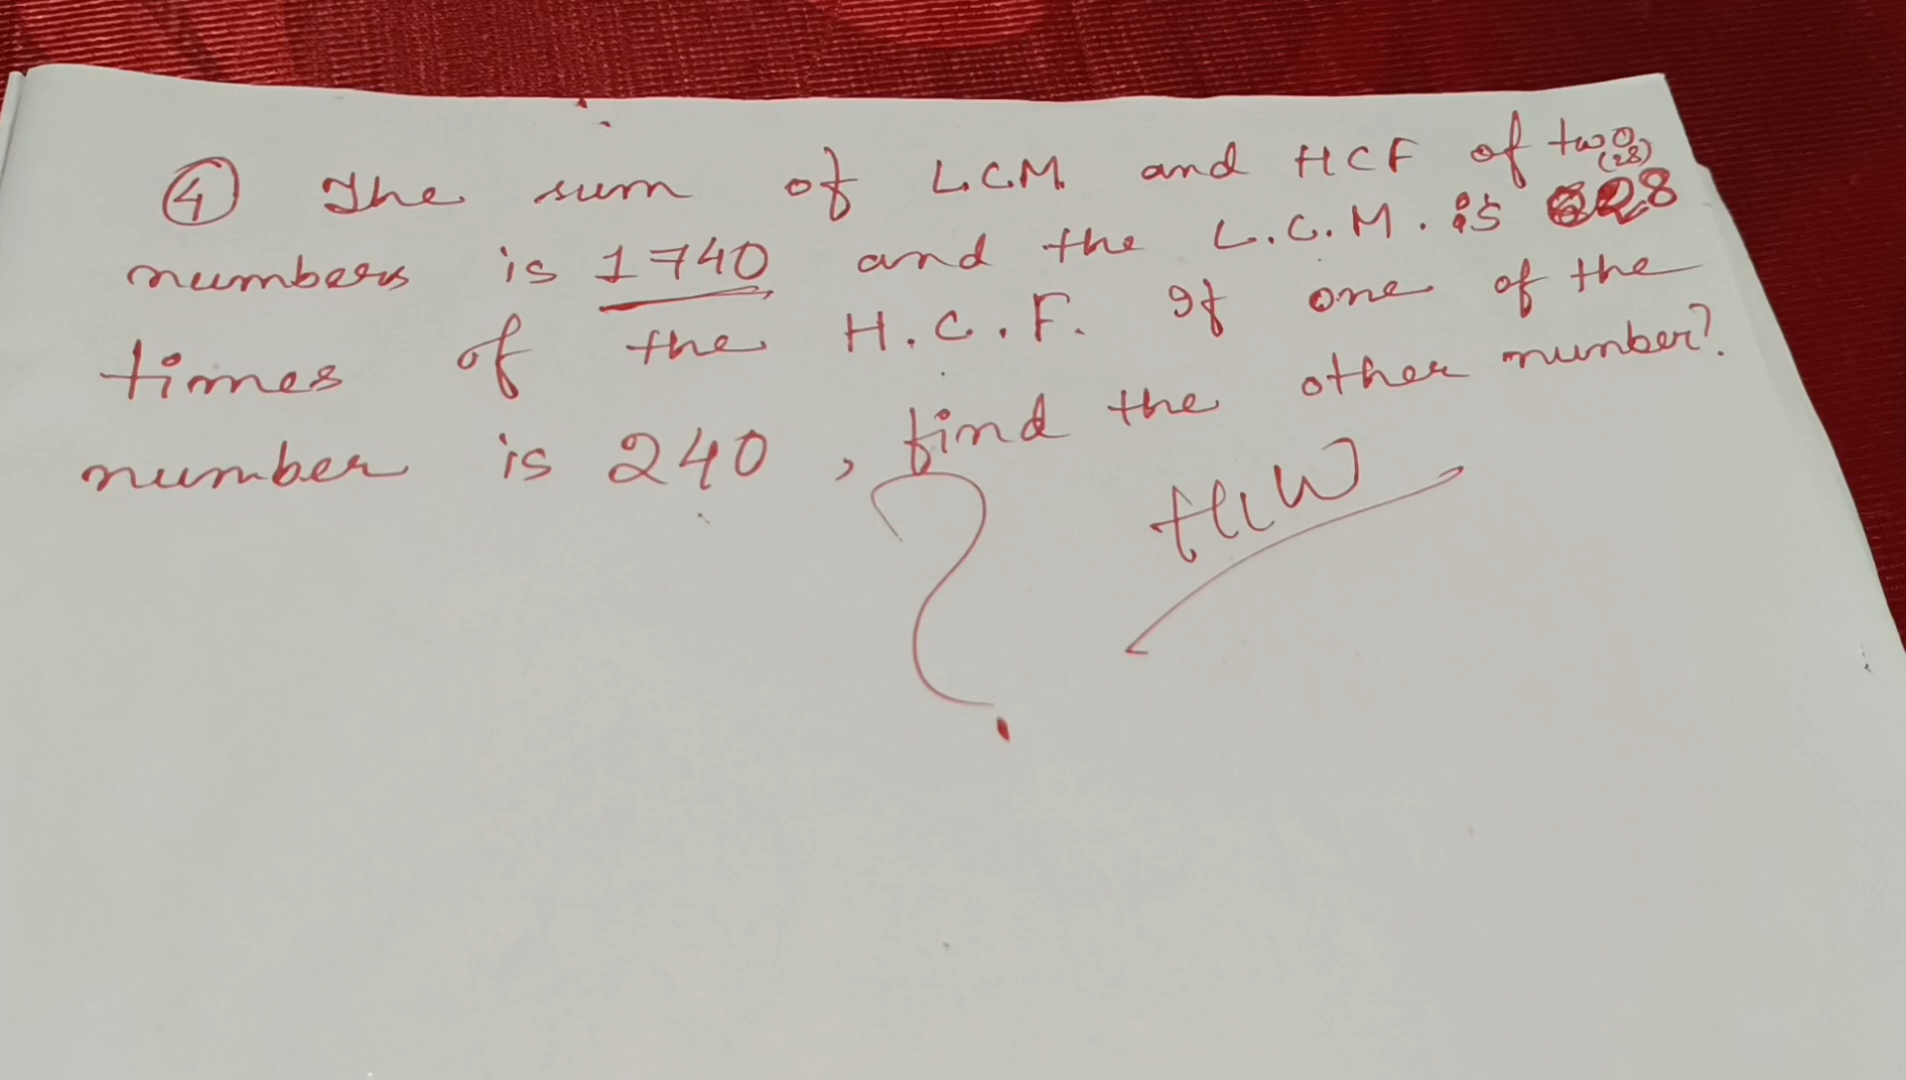 ④ The sum of L.C.M. and HCF of two
(28)
numbers is 1740 and the L.C.M. is 28
times of the H.C.F. If one of the
number is 240, find the other number?
?
H.W